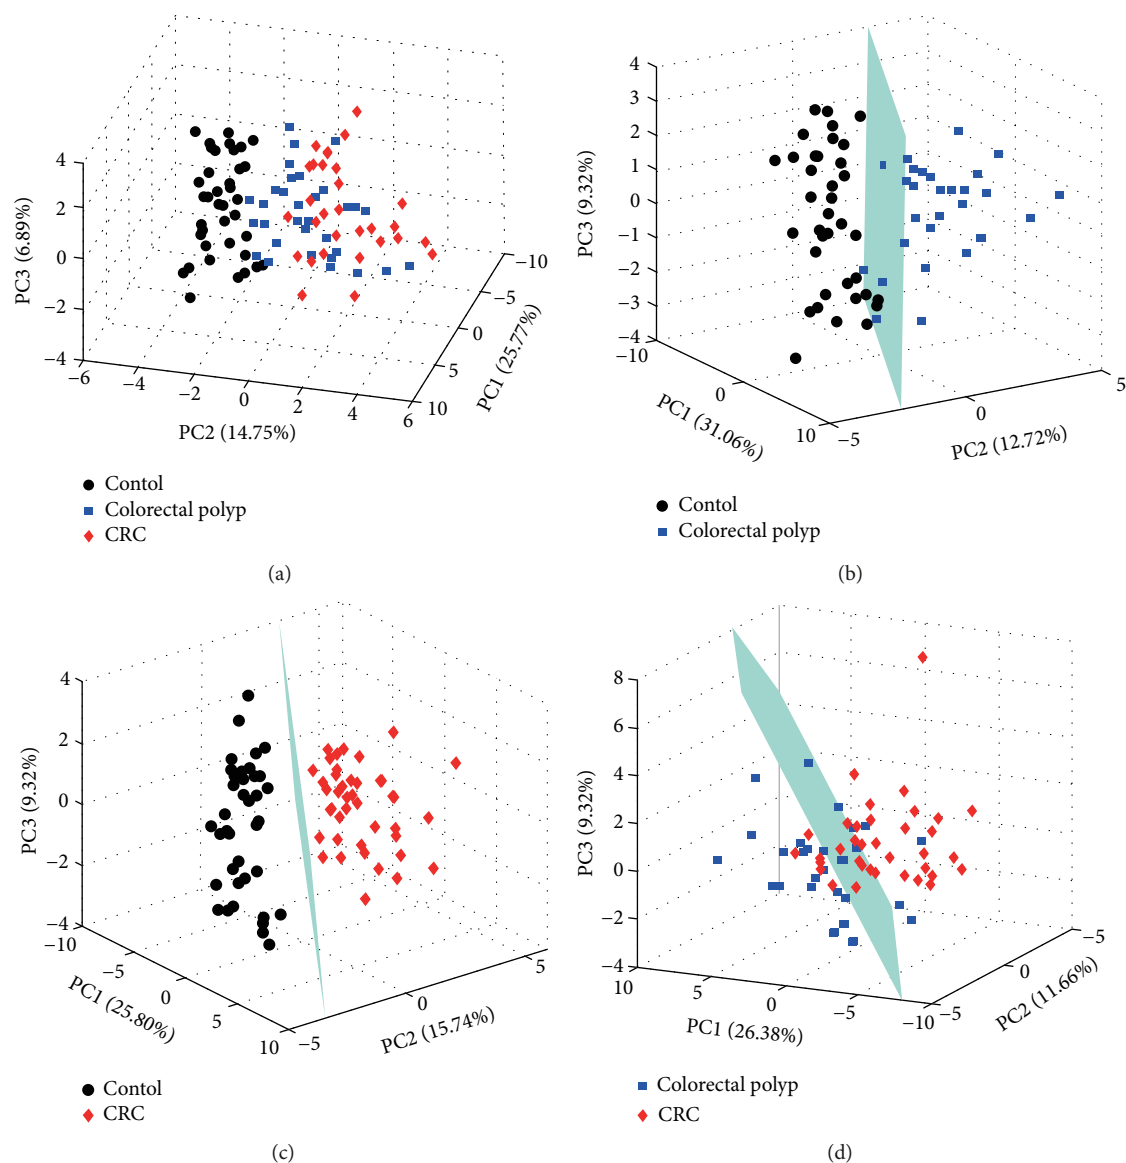 4
2
0
−2
−4
PC3 (6.89%)
−6
−4
−2
0
2
4
6
PC2 (14.75%)
−10
−5
0
5
10
PC1 (25.77%)
Contol
Colorectal polyp
CRC
(a)
4
3
2
1
0
−1
−2
−3
−4
PC3 (9.32%)
−10
0
10
PC1 (31.06%)
−5
0
5
PC2 (12.72%)
Contol
Colorectal polyp
(b)
4
2
0
−2
−4
PC3 (9.32%)
−10
−5
0
5
10
PC1 (25.80%)
−5
0
5
PC2 (15.74%)
Contol
CRC
(c)
8
6
4
2
0
−2
−4
PC3 (9.32%)
10
5
0
−5
−10
PC1 (26.38%)
−5
0
−5
PC2 (11.66%)
Colorectal polyp
CRC
(d)